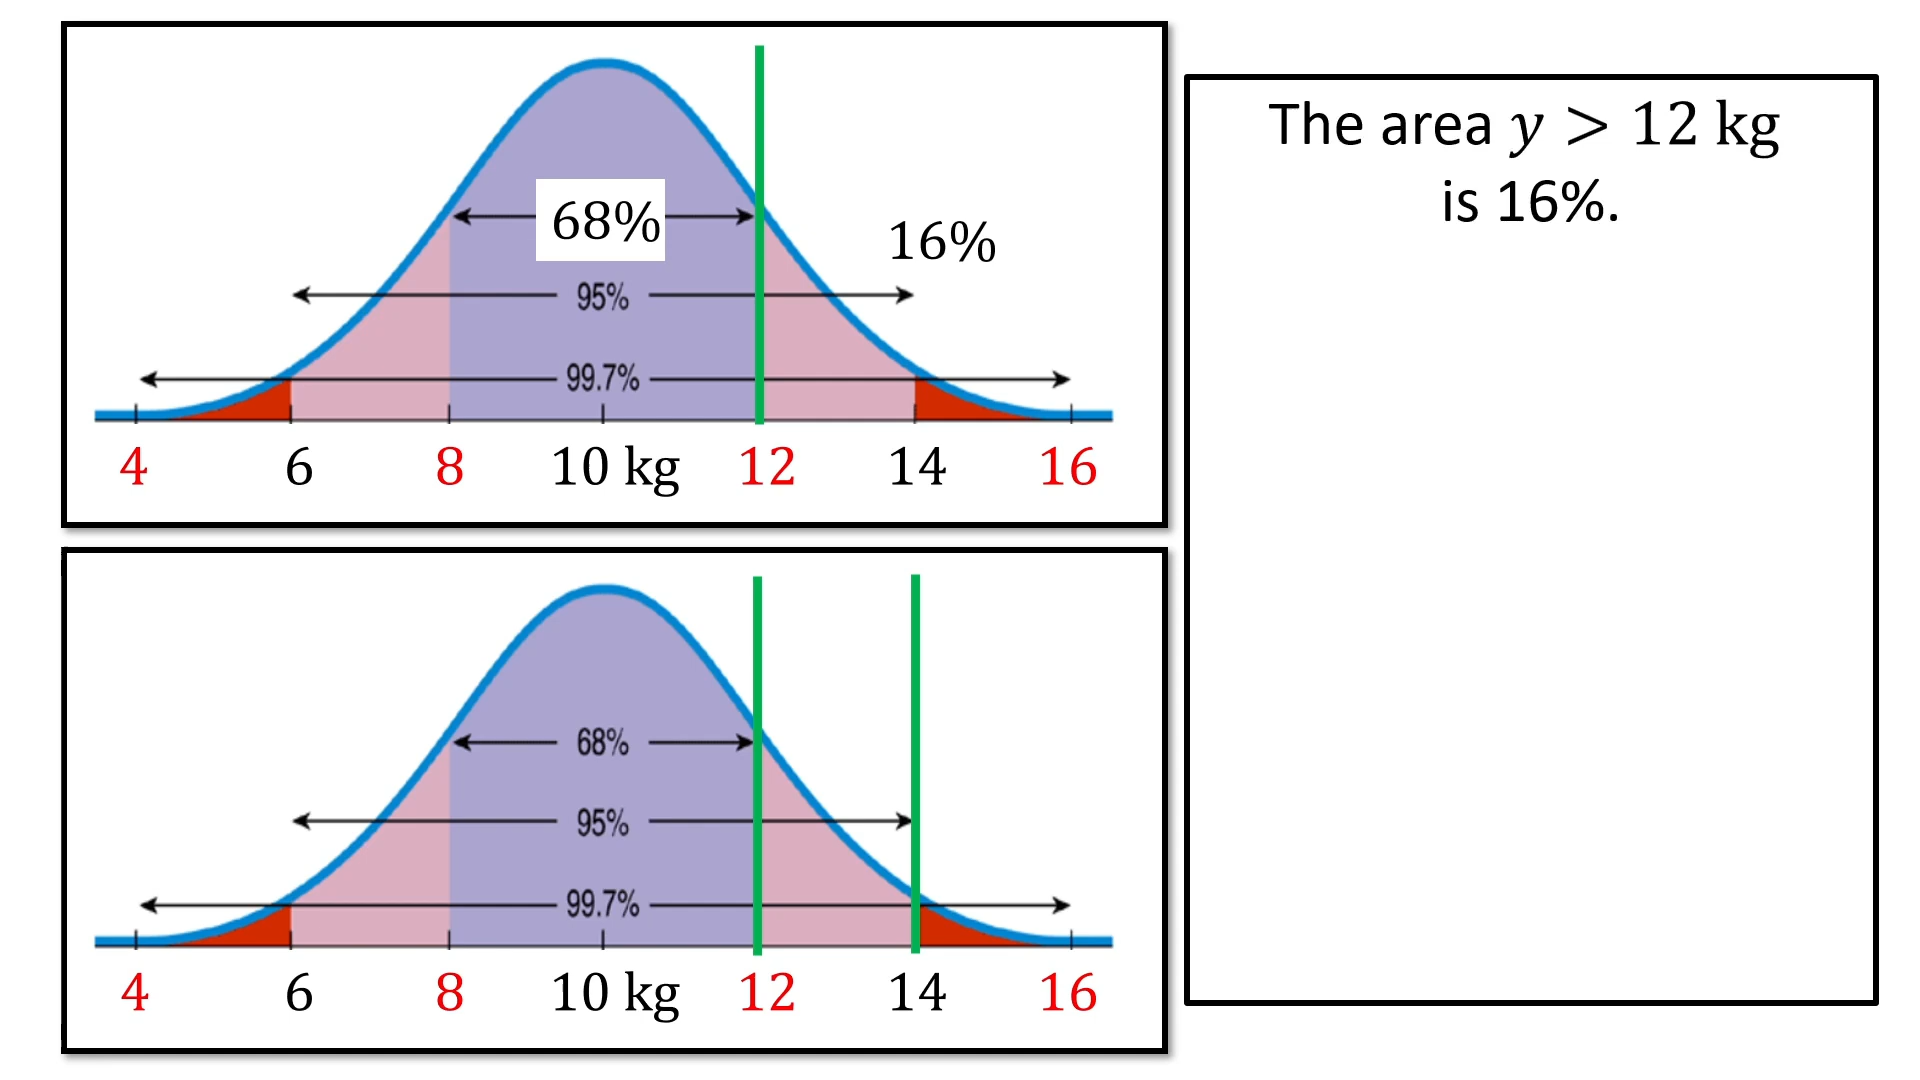 68%
16%
95%
99.7%
4 6 8 10 kg 12 14 16
68%
95%
99.7%
4 6 8 10 kg 12 14 16
The area y > 12 kg
is 16%.